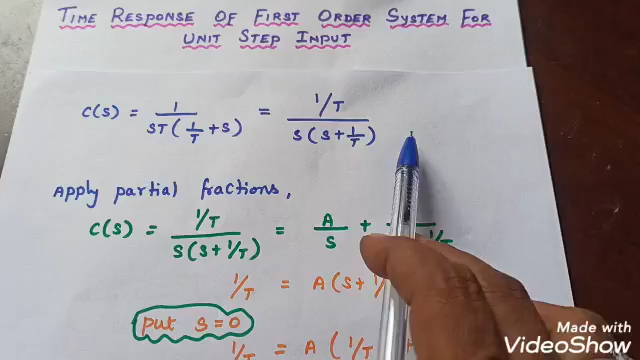 TIME RESPONSE OF FIRST ORDER SYSTEM FOR
UNIT STEP INPUT
C(S) = 1 / ST(1/T + S) = 1/T / S(S + 1/T)
Apply partial fractions,
C(S) = 1/T / S(S + 1/T) = A / S +
1/T = A(S + 1/
put S=0
1/T = A(1/T
Made with
VideoShow